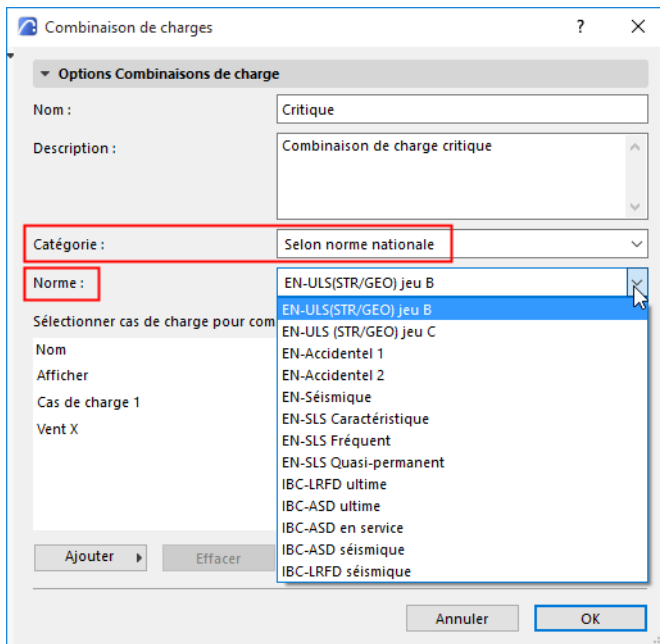 Combinaison de charges
?
Options Combinaisons de charge
Nom :
Critique
Description :
Combinaison de charge critique
Catégorie :
Selon norme nationale
Norme :
EN-ULS(STR/GEO) jeu B
EN-ULS(STR/GEO) jeu B
EN-ULS (STR/GEO) jeu C
EN-Accidentel 1
EN-Accidentel 2
EN-Séismique
EN-SLS Caractéristique
EN-SLS Fréquent
EN-SLS Quasi-permanent
IBC-LRFD ultime
IBC-ASD ultime
IBC-ASD en service
IBC-ASD séismique
IBC-LRFD séismique
Sélectionner cas de charge pour com
Nom
Afficher
Cas de charge 1
Vent X
Ajouter
Effacer
Annuler
OK